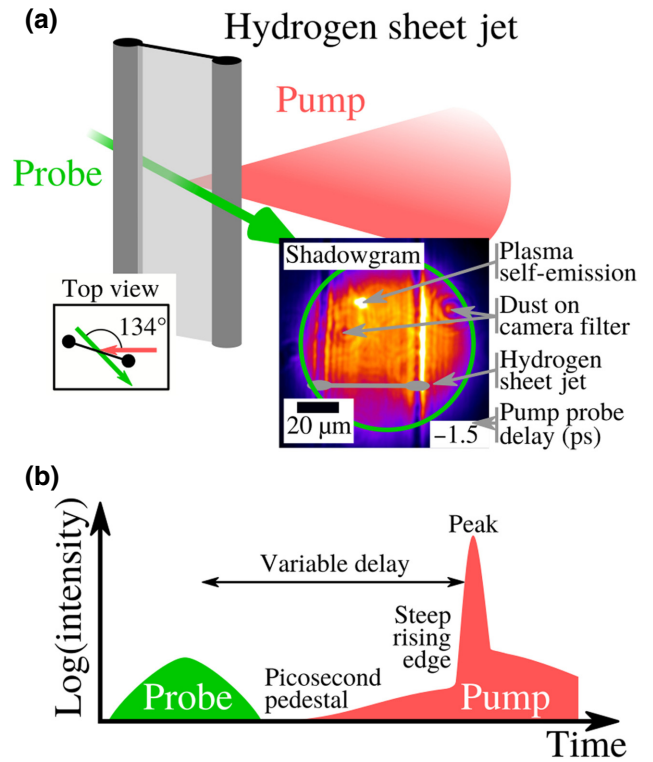 (a)
Hydrogen sheet jet
Pump
Probe
Shadowgram
Plasma
self-emission
Dust on
camera filter
Hydrogen
sheet jet
Pump probe
delay (ps)
20 µm
−1.5
Top view
134°
(b)
Log(intensity)
Peak
Variable delay
Steep
rising
edge
Picosecond
pedestal
Probe
Pump
Time